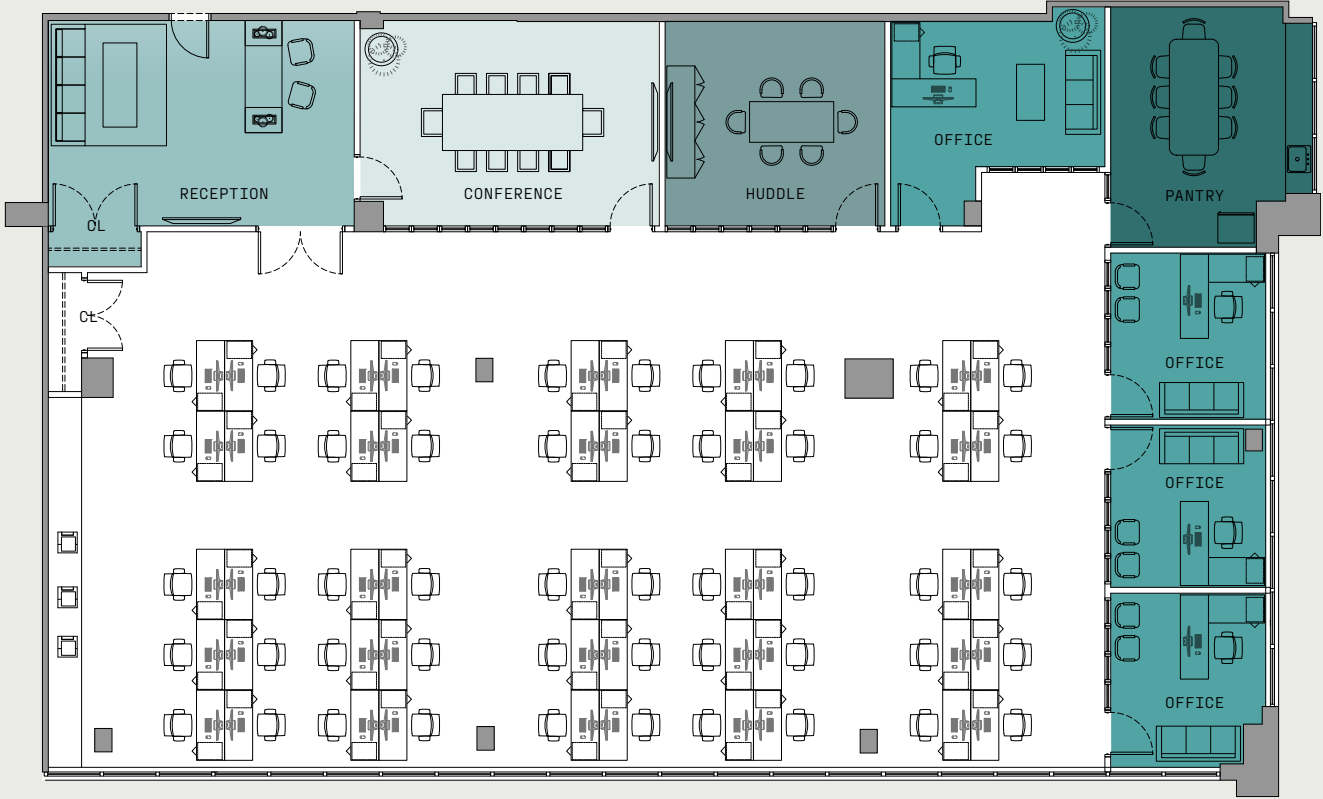 OFFICE
RECEPTION
CONFERENCE
HUDDLE
PANTRY
CL
CL
OFFICE
OFFICE
OFFICE